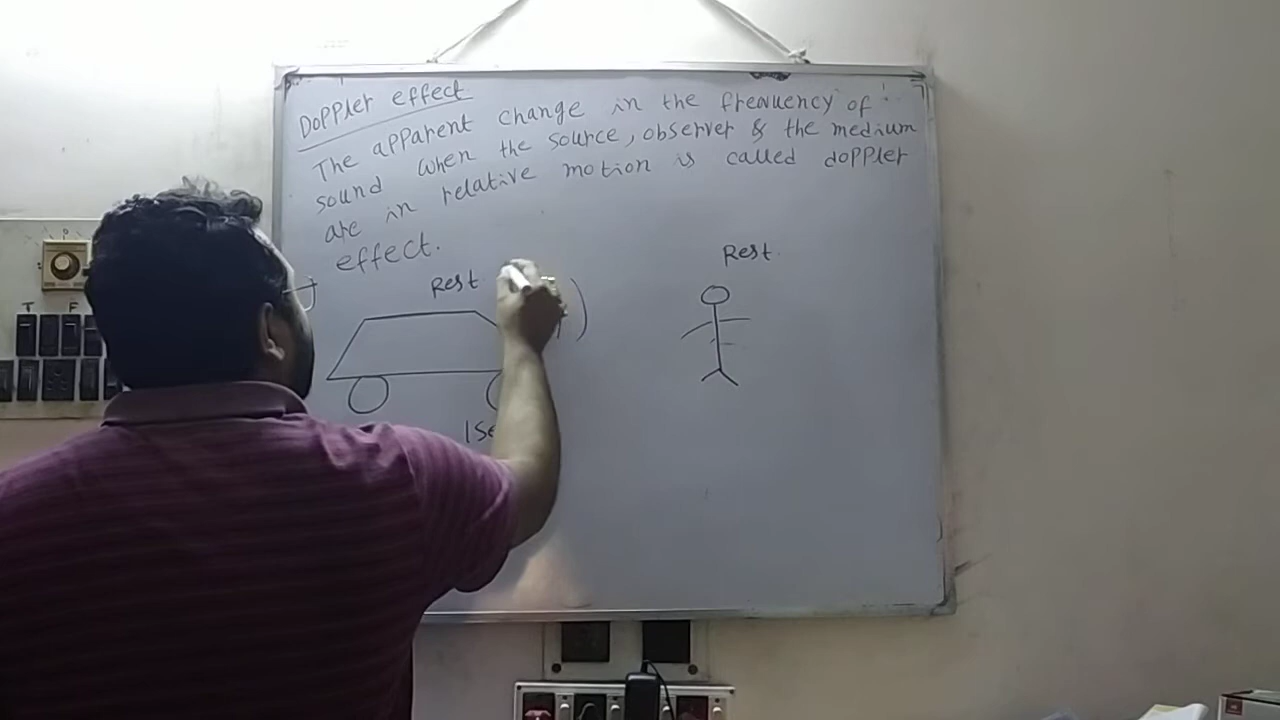 Doppler effect
The apparent change in the frequency of
sound when the source, observer & the medium
are in relative motion is called doppler
effect.
Rest
Rest
T F
P